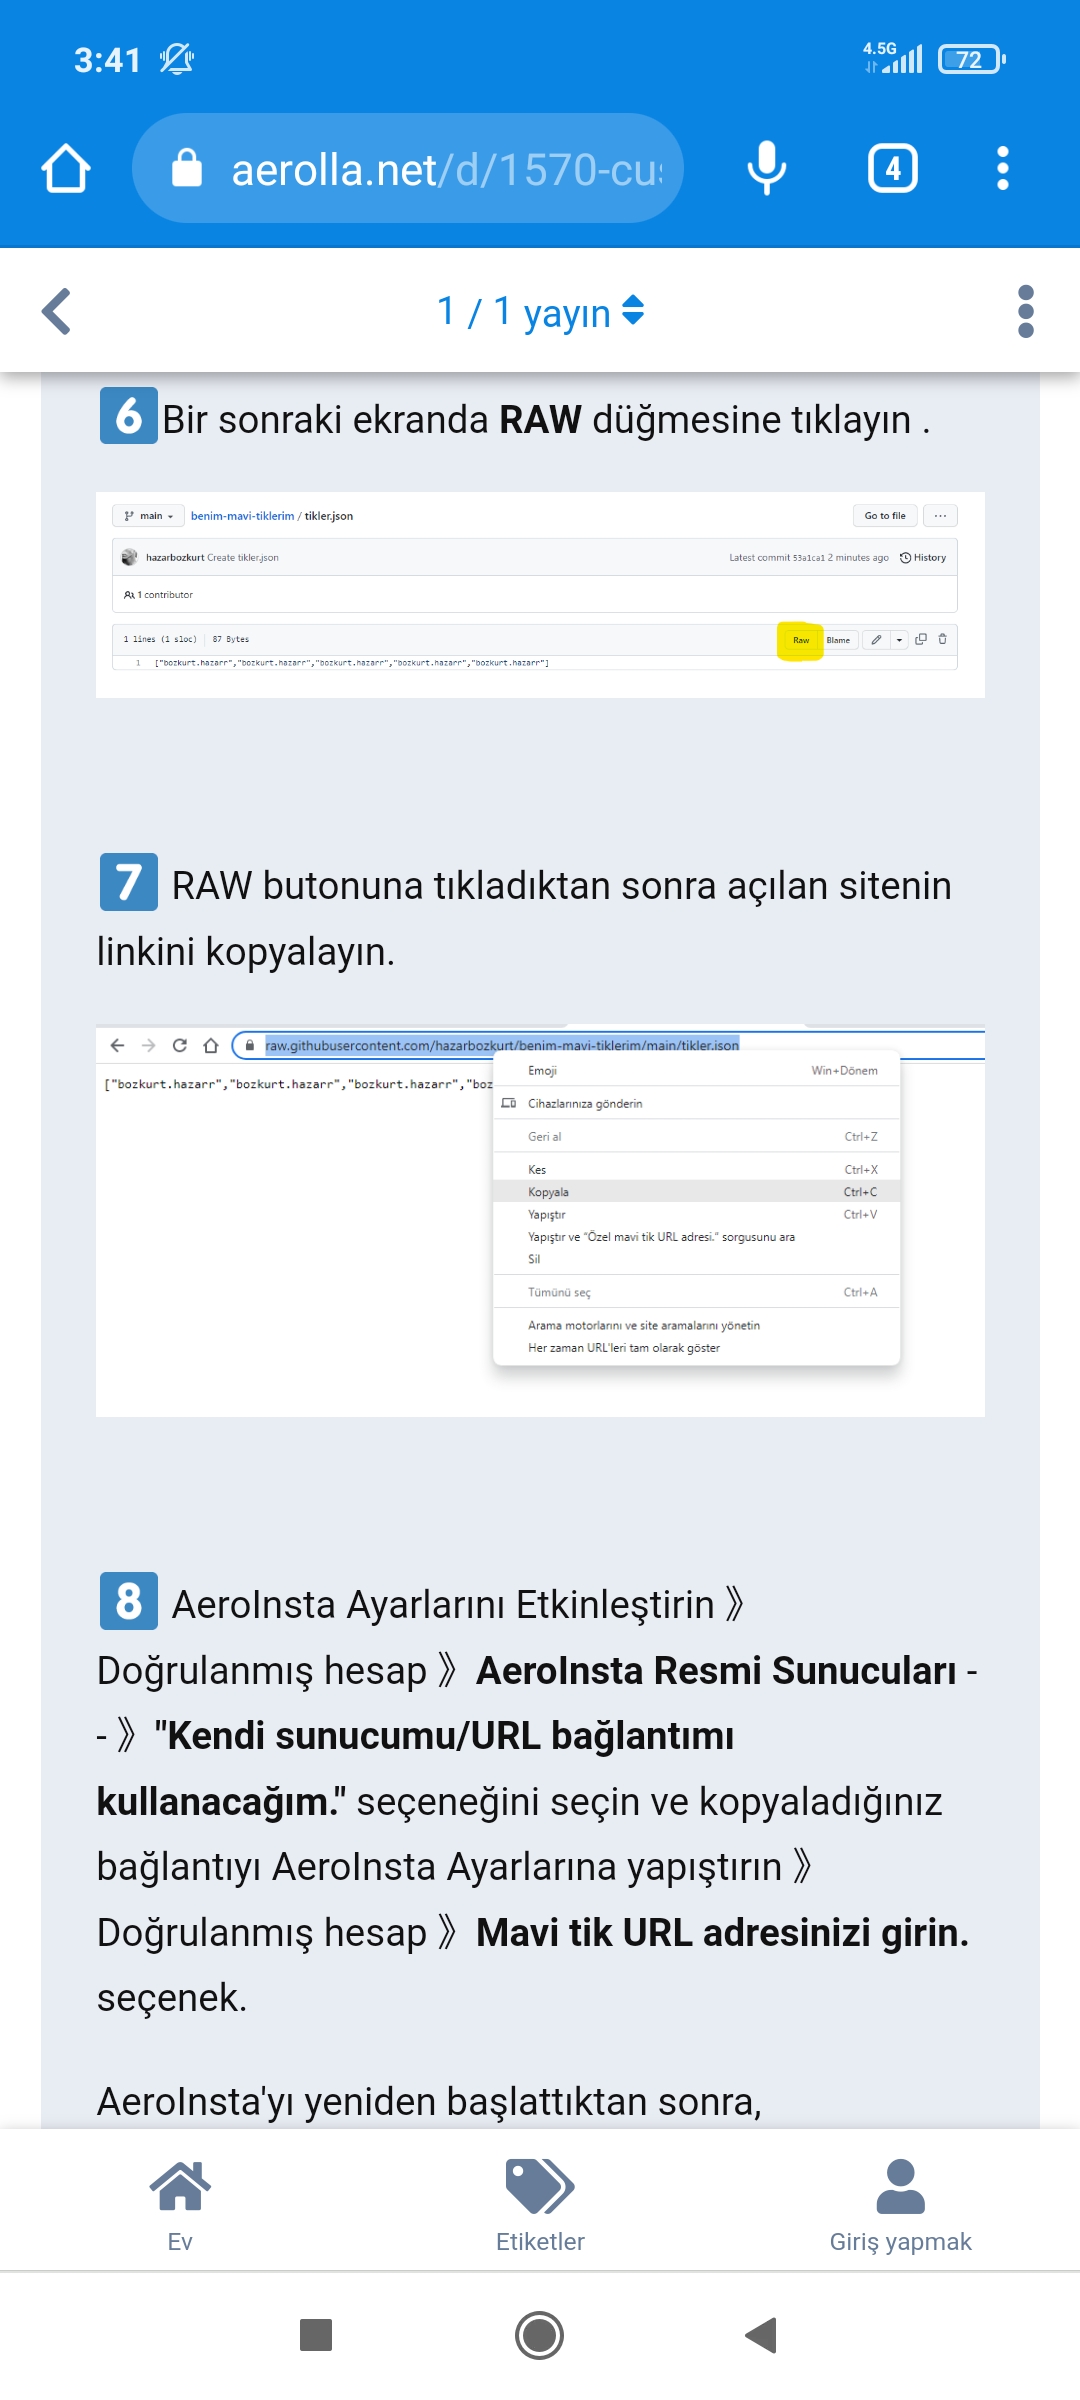 3:41
4.5G
72
aerolla.net/d/1570-cu
4
1 / 1 yayın
6 Bir sonraki ekranda RAW düğmesine tıklayın .
main
benim-mavi-tiklerim / tikler.json
Go to file
...
hazarbozkurt Create tikler.json
Latest commit 53a1ca1 2 minutes ago
History
1 contributor
1 lines (1 sloc)
87 Bytes
Raw
Blame
1 ["bozkurt.hazarr","bozkurt.hazarr","bozkurt.hazarr","bozkurt.hazarr","bozkurt.hazarr"]
7 RAW butonuna tıkladıktan sonra açılan sitenin
linkini kopyalayın.
raw.githubusercontent.com/hazarbozkurt/benim-mavi-tiklerim/main/tikler.json
["bozkurt.hazarr","bozkurt.hazarr","bozkurt.hazarr","boz
Emoji Win+Dönem
Cihazlarınıza gönderin
Geri al Ctrl+Z
Kes Ctrl+X
Kopyala Ctrl+C
Yapıştır Ctrl+V
Yapıştır ve "Özel mavi tik URL adresi." sorgusunu ara
Sil
Tümünü seç Ctrl+A
Arama motorlarını ve site aramalarını yönetin
Her zaman URL'leri tam olarak göster
8 AeroInsta Ayarlarını Etkinleştirin 》
Doğrulanmış hesap 》 AeroInsta Resmi Sunucuları -
- 》 "Kendi sunucumu/URL bağlantımı
kullanacağım." seçeneğini seçin ve kopyaladığınız
bağlantıyı AeroInsta Ayarlarına yapıştırın 》
Doğrulanmış hesap 》 Mavi tik URL adresinizi girin.
seçenek.
AeroInsta'yı yeniden başlattıktan sonra,
Ev
Etiketler
Giriş yapmak